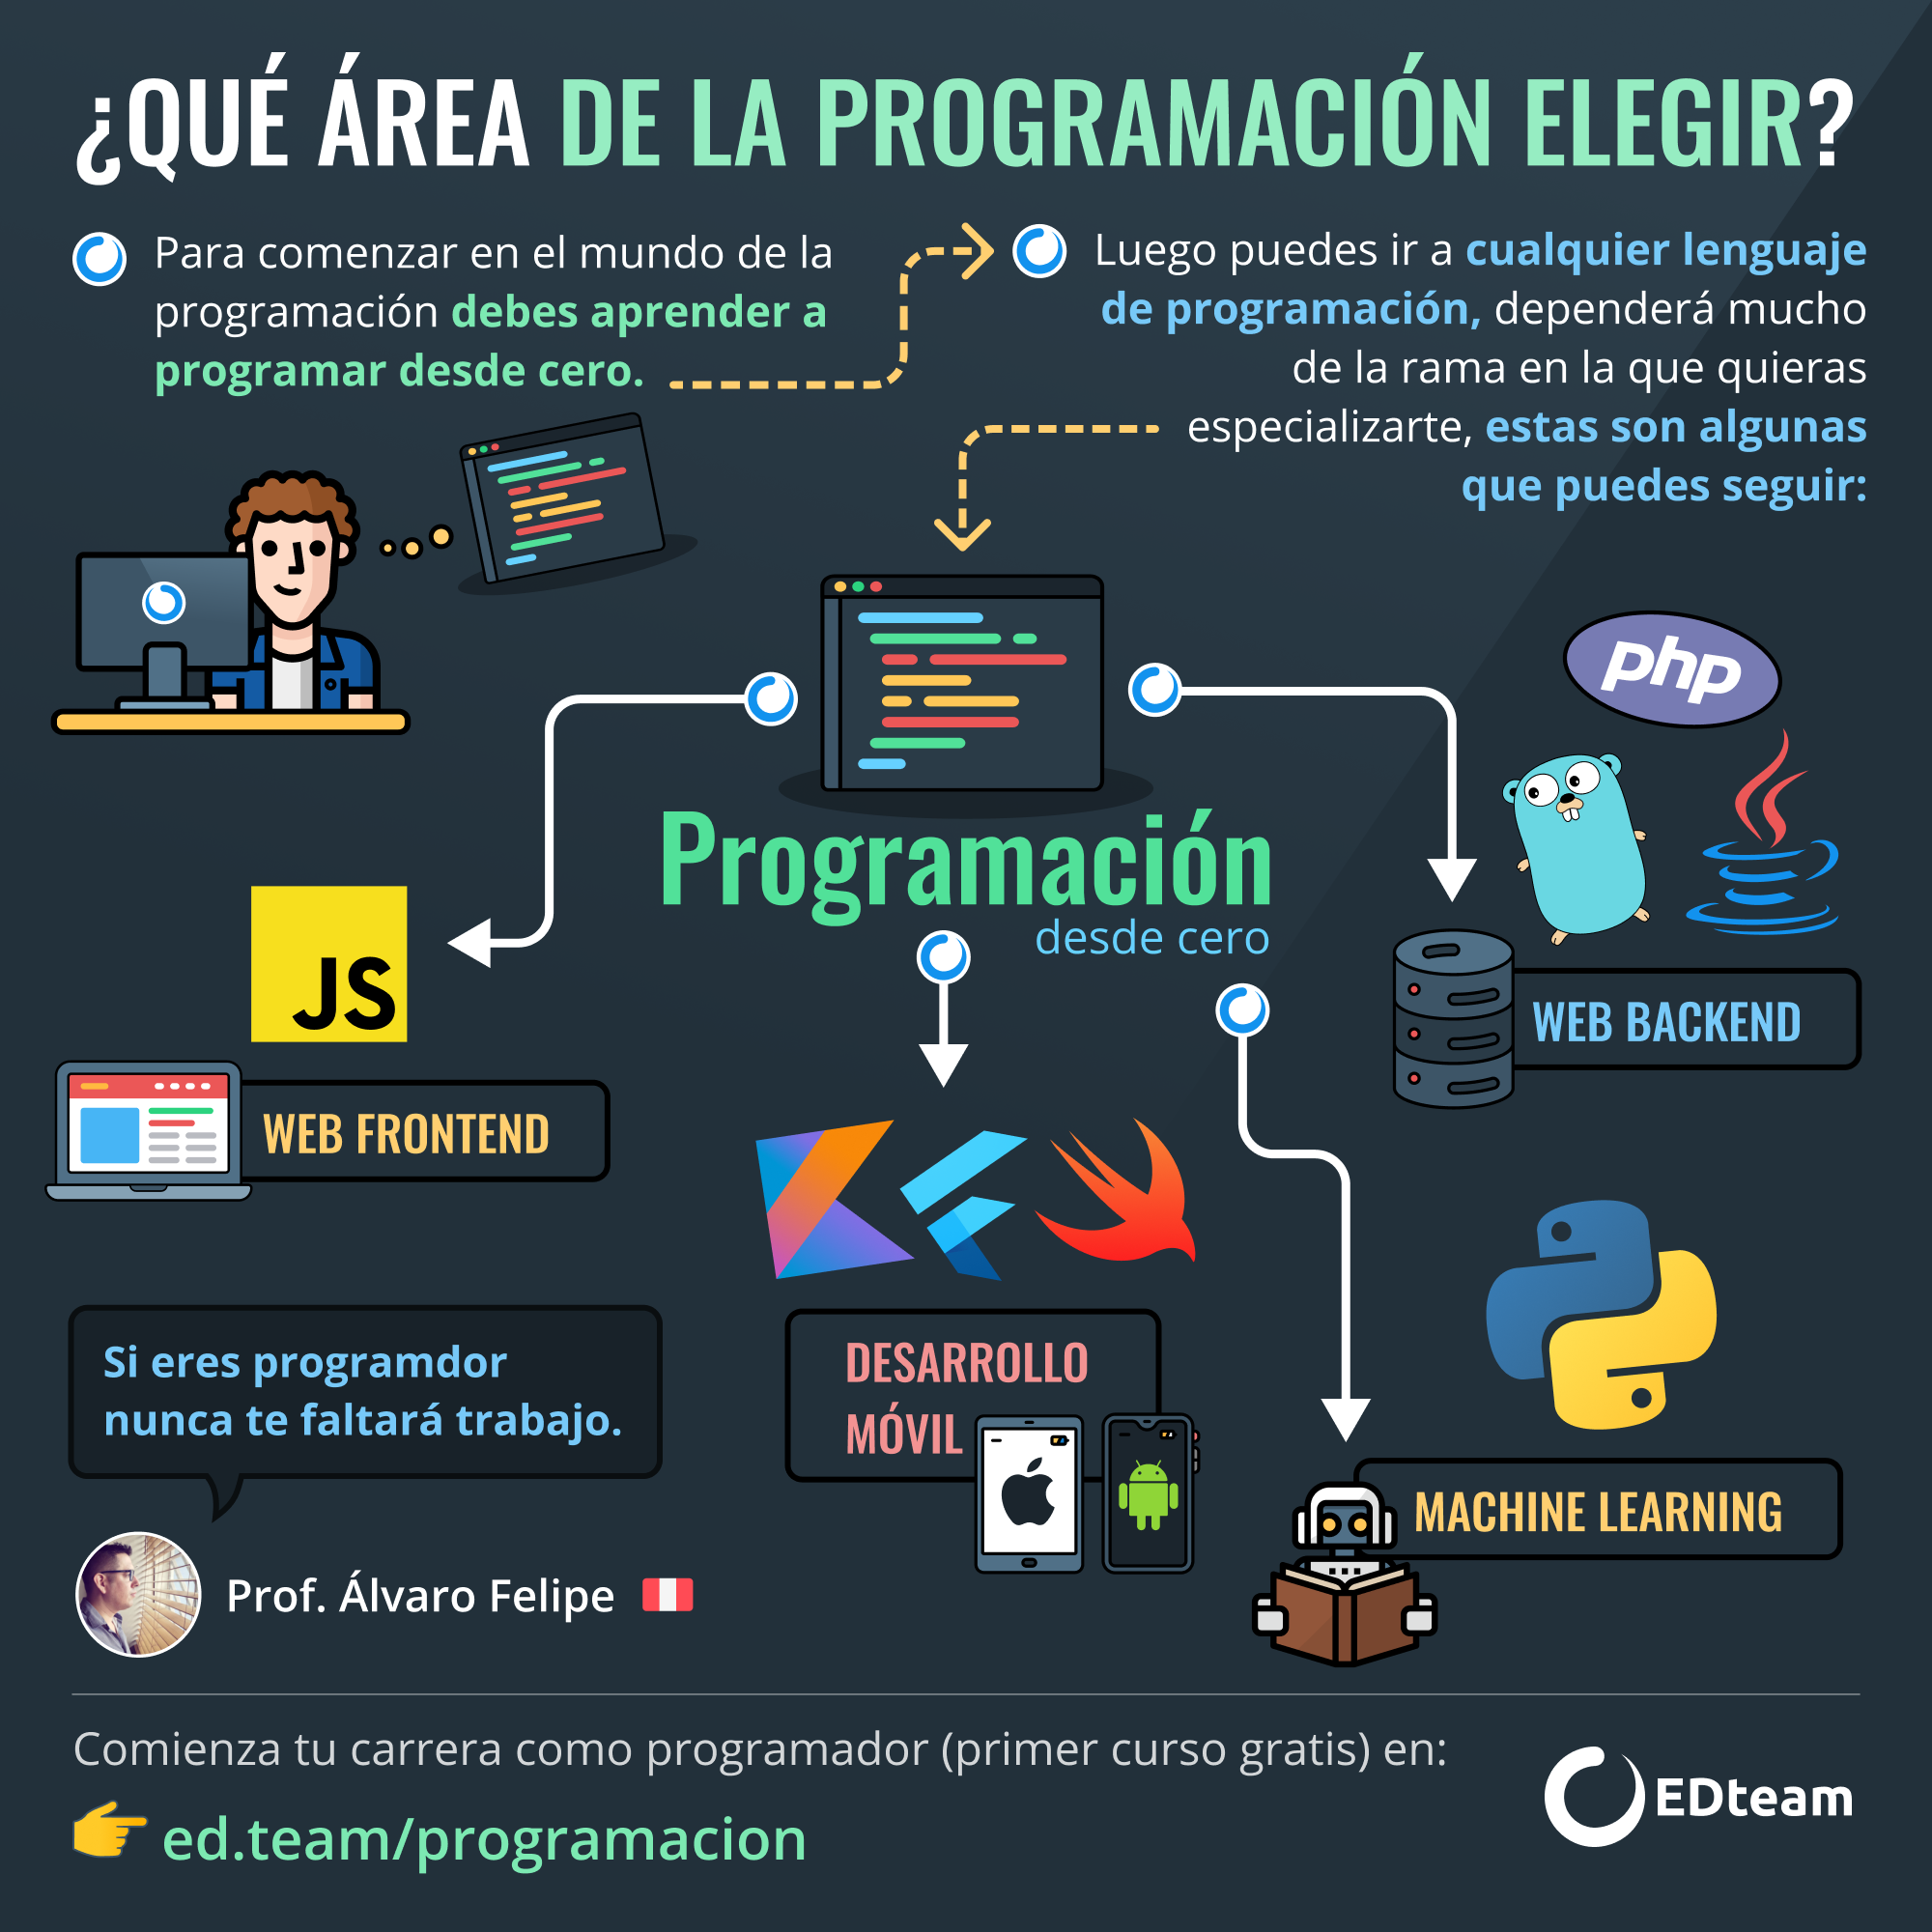 ¿QUÉ ÁREA DE LA PROGRAMACIÓN ELEGIR?
Para comenzar en el mundo de la
programación debes aprender a
programar desde cero.
Luego puedes ir a cualquier lenguaje
de programación, dependerá mucho
de la rama en la que quieras
especializarte, estas son algunas
que puedes seguir:
Programación
desde cero
JS
WEB FRONTEND
php
WEB BACKEND
DESARROLLO
MÓVIL
MACHINE LEARNING
Si eres programdor
nunca te faltará trabajo.
Prof. Álvaro Felipe
Comienza tu carrera como programador (primer curso gratis) en:
ed.team/programacion
EDteam